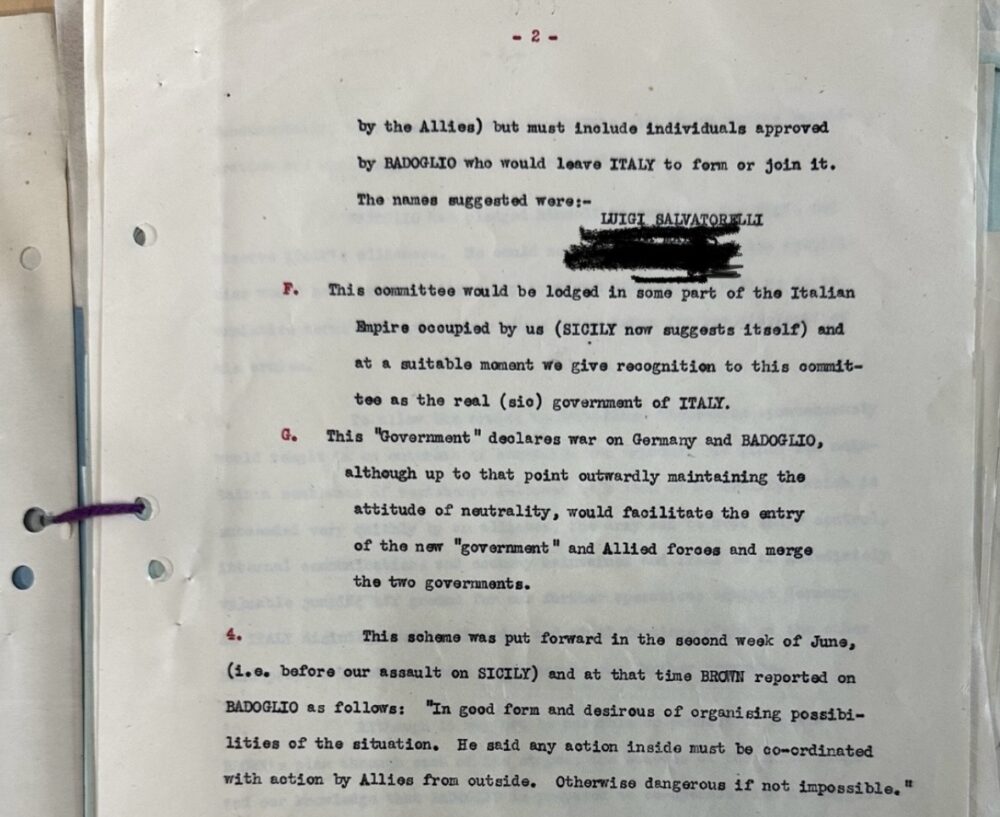 - 2 -
by the Allies) but must include individuals approved
by BADOGLIO who would leave ITALY to form or join it.
The names suggested were:-
LUIGI SALVATORELLI
F. This committee would be lodged in some part of the Italian
Empire occupied by us (SICILY now suggests itself) and
at a suitable moment we give recognition to this commit-
tee as the real (sic) government of ITALY.
G. This "Government" declares war on Germany and BADOGLIO,
although up to that point outwardly maintaining the
attitude of neutrality, would facilitate the entry
of the new "government" and Allied forces and merge
the two governments.
4. This scheme was put forward in the second week of June,
(i.e. before our assault on SICILY) and at that time BROWN reported on
BADOGLIO as follows: "In good form and desirous of organising possibi-
lities of the situation. He said any action inside must be co-ordinated
with action by Allies from outside. Otherwise dangerous if not impossible."